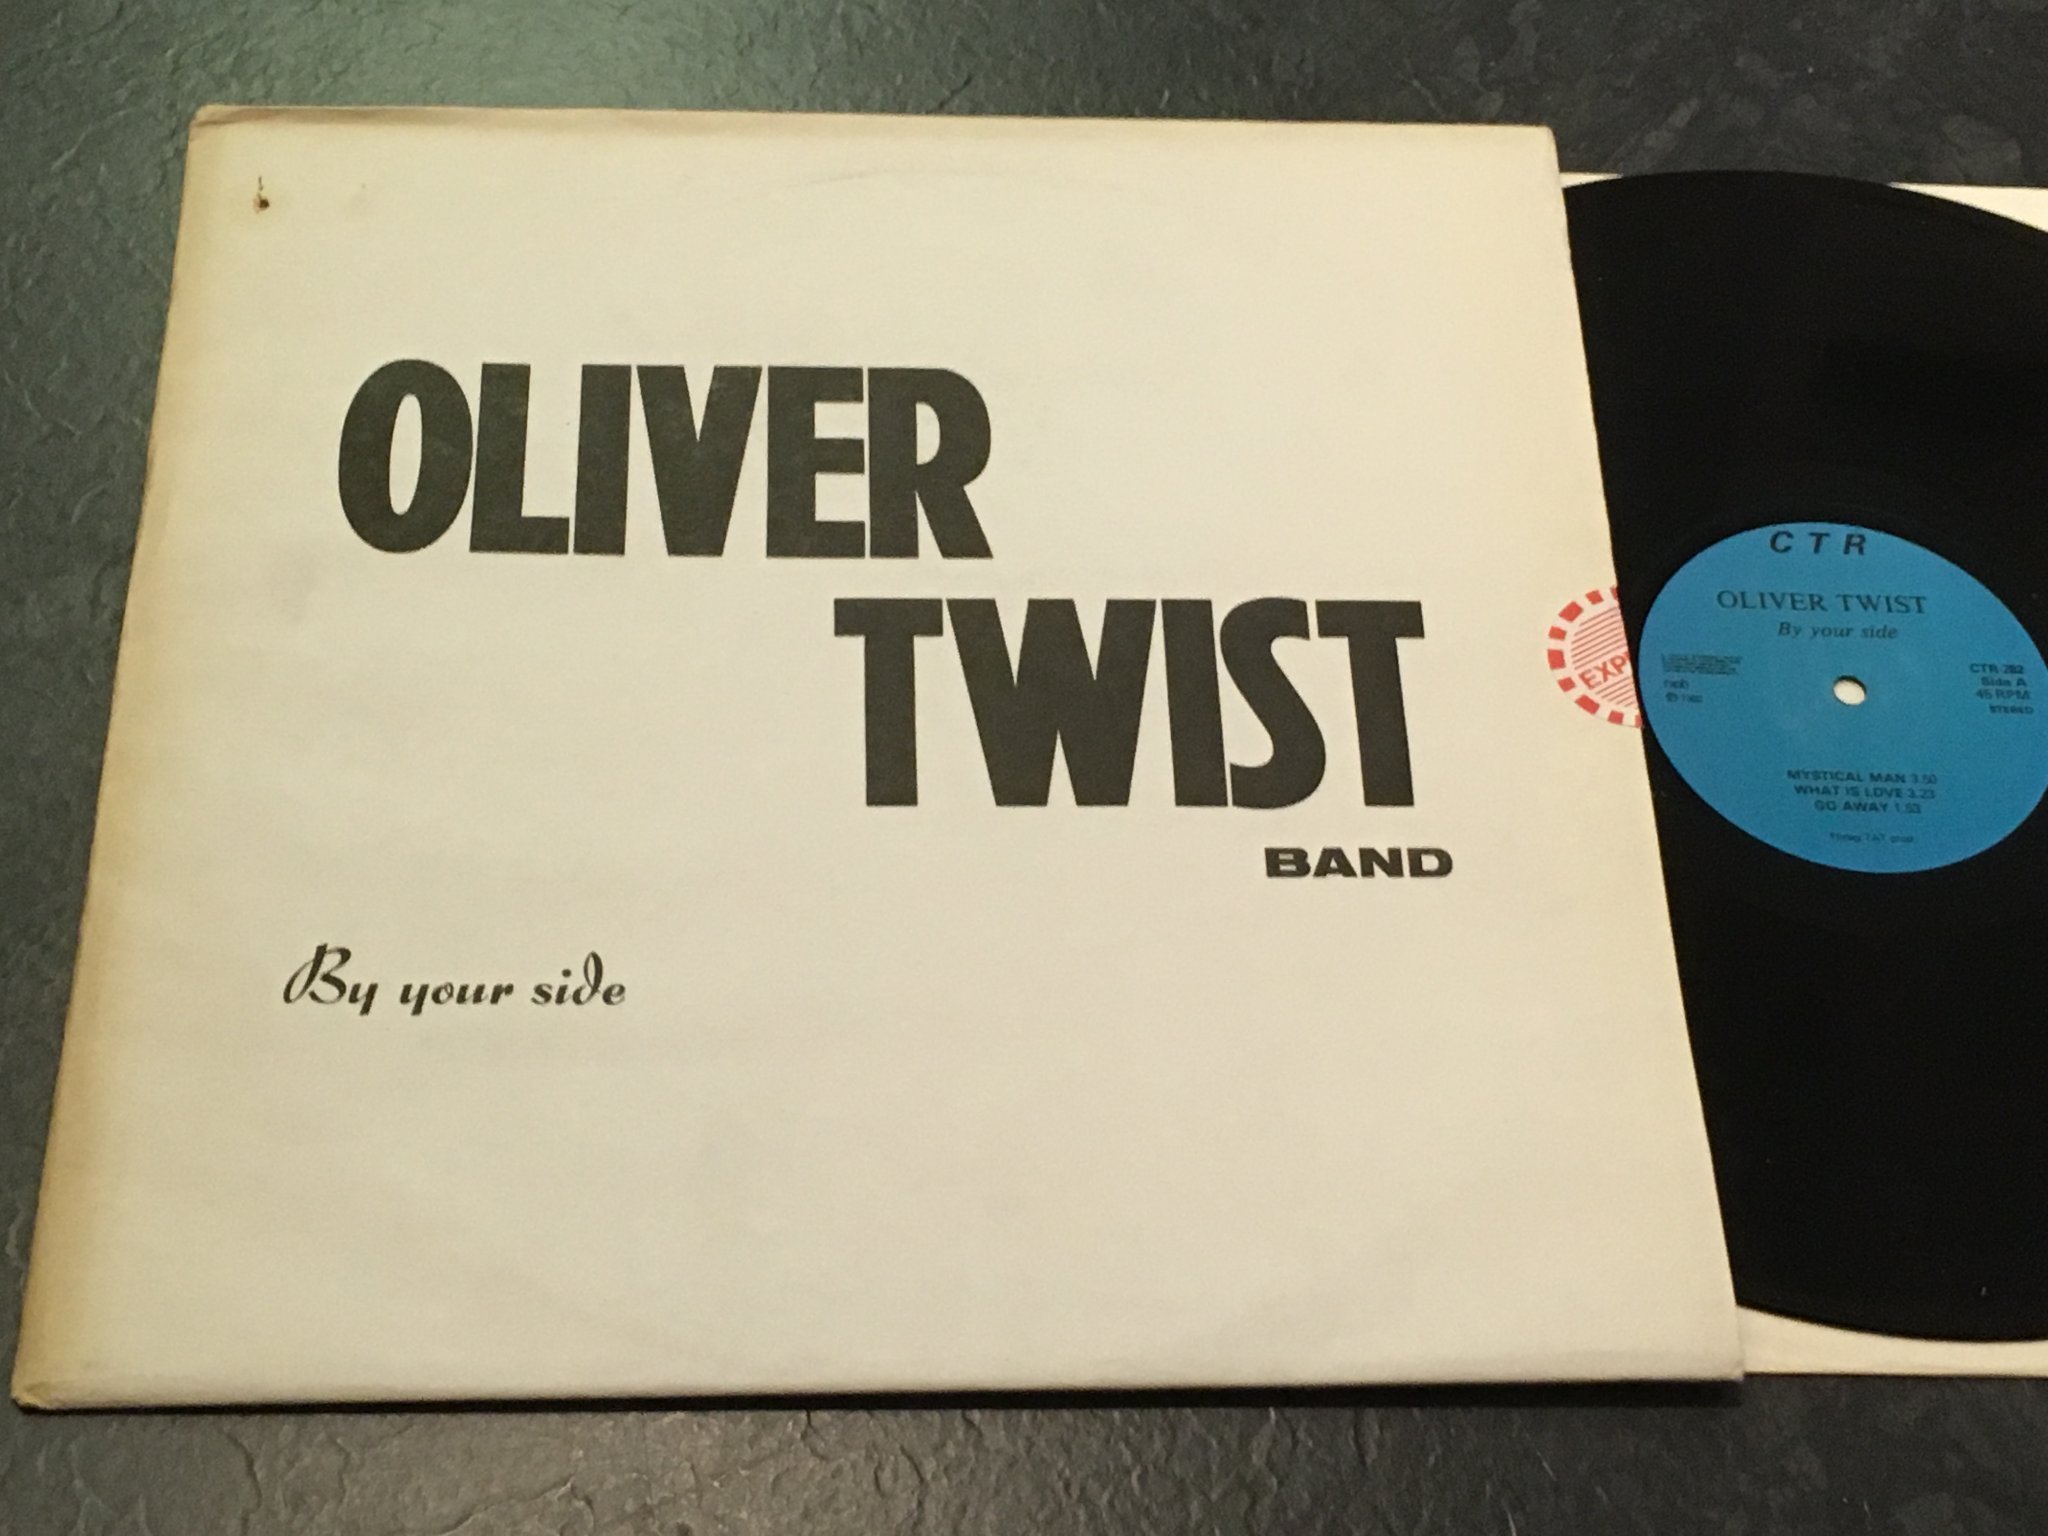 OLIVER
TWIST
BAND
By your side
EXP
CTR
OLIVER TWIST
By your side
CTR 282
Side A
45 RPM
STEREO
MYSTICAL MAN 3.50
WHAT IS LOVE 3.23
GO AWAY 1.53